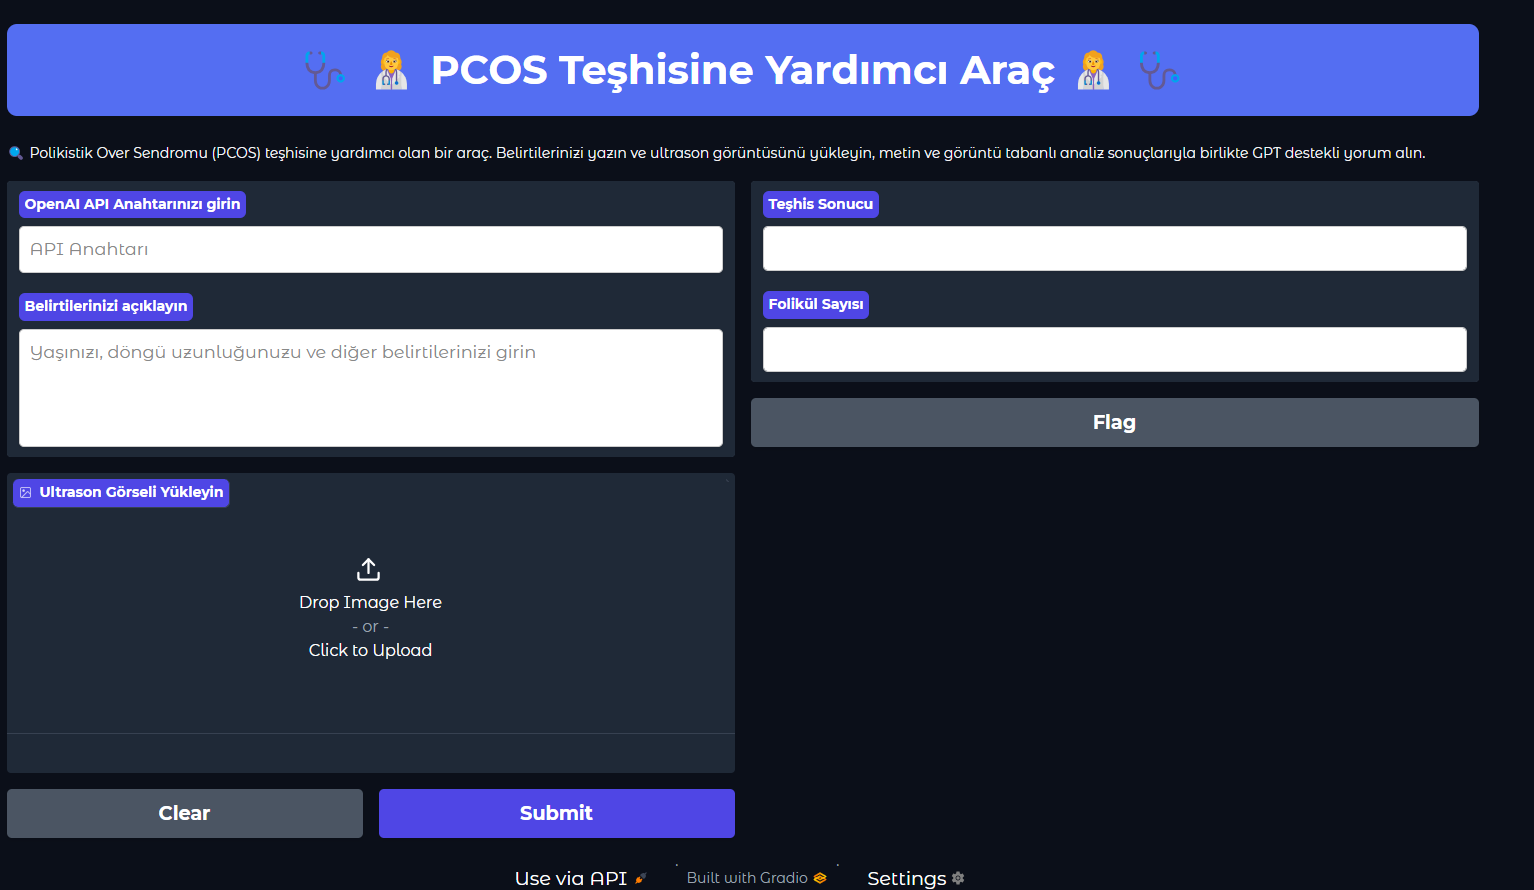 PCOS Teşhisine Yardımcı Araç
Polikistik Over Sendromu (PCOS) teşhisine yardımcı olan bir araç. Belirtilerinizi yazın ve ultrason görüntüsünü yükleyin, metin ve görüntü tabanlı analiz sonuçlarıyla birlikte GPT destekli yorum alın.
OpenAI API Anahtarınızı girin
API Anahtarı
Belirtilerinizi açıklayın
Yaşınızı, döngü uzunluğunuzu ve diğer belirtilerinizi girin
Ultrason Görseli Yükleyin
Drop Image Here
- or -
Click to Upload
Clear
Submit
Teşhis Sonucu
Folikül Sayısı
Flag
Use via API
Built with Gradio
Settings